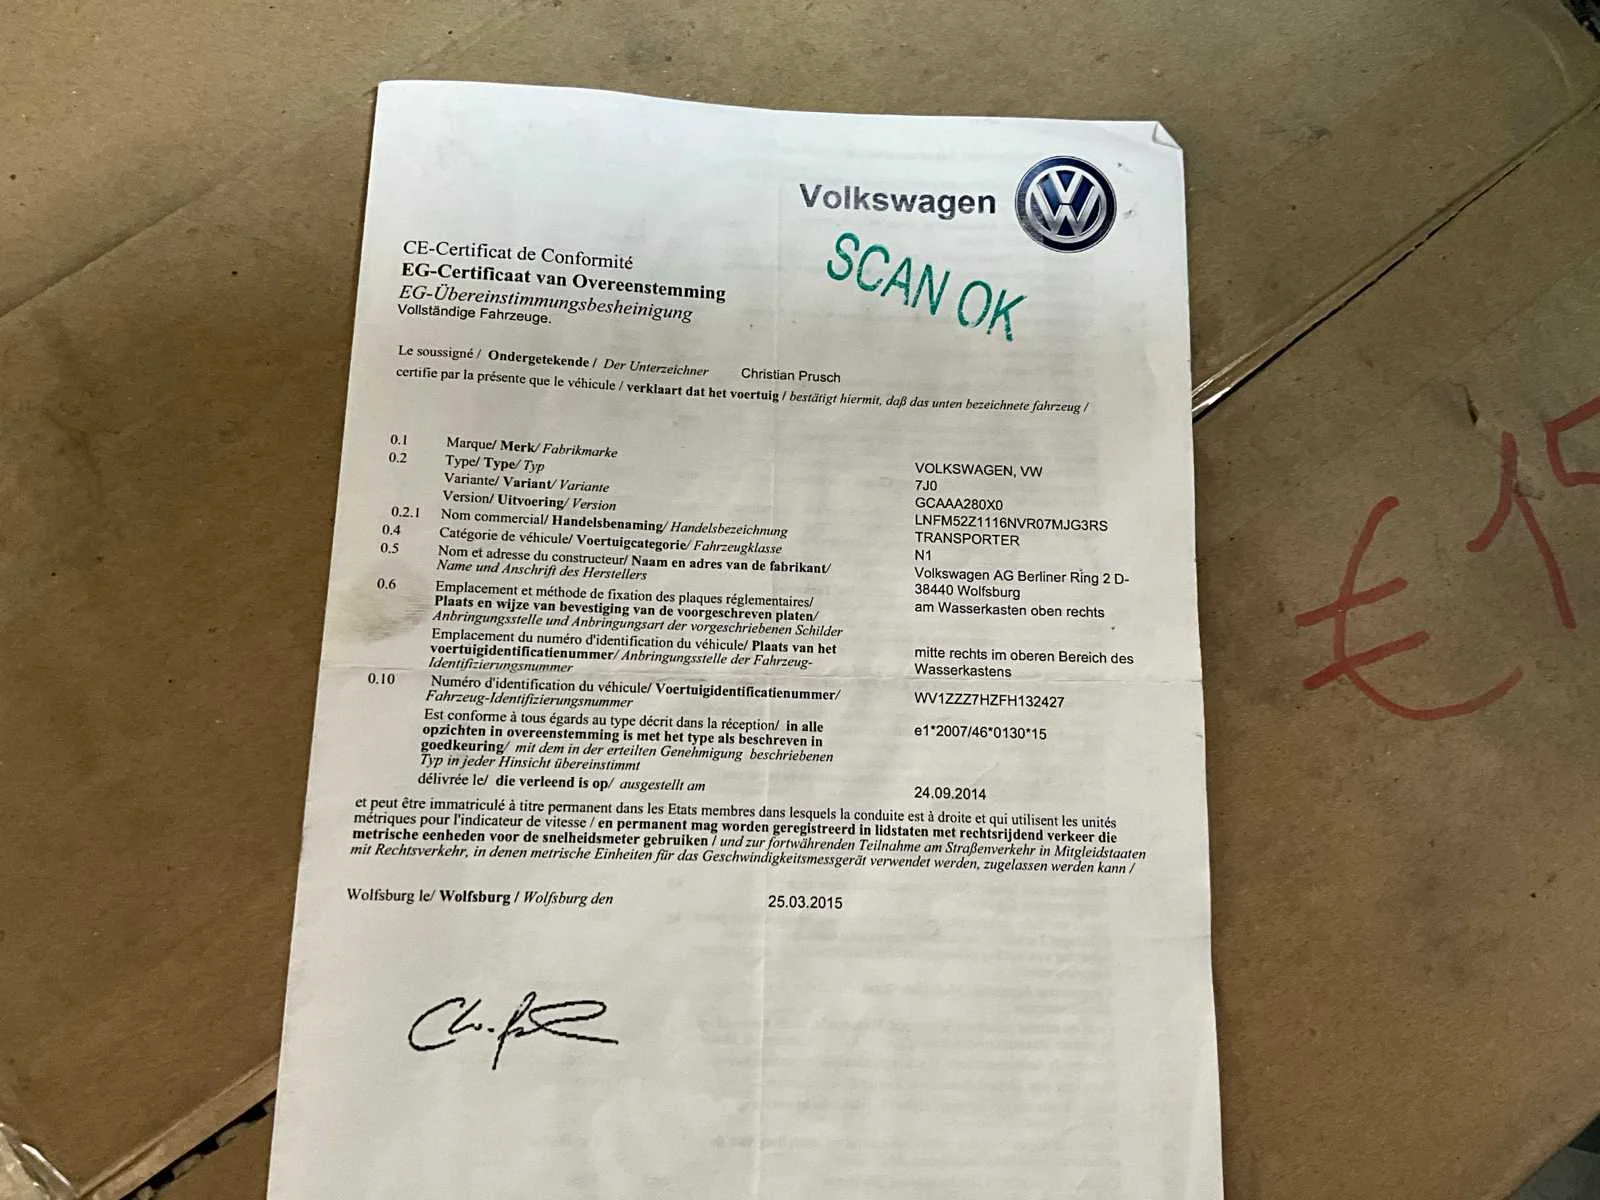 Volkswagen
SCAN OK
CE-Certificat de Conformité
EG-Certificaat van Overeenstemming
EG-Übereinstimmungsbesheinigung
Vollständige Fahrzeuge.
Le soussigné / Ondergetekende / Der Unterzeichner Christian Prusch
certifie par la présente que le véhicule / verklaart dat het voertuig / bestätigt hiermit, daß das unten bezeichnete fahrzeug /
0.1 Marque/ Merk/ Fabrikmarke VOLKSWAGEN, VW
0.2 Type/ Type/ Typ 7J0
Variante/ Variant/ Variante GCAAA280X0
Version/ Uitvoering/ Version LNFM52Z1116NVR07MJG3RS
0.2.1 Nom commercial/ Handelsbenaming/ Handelsbezeichnung TRANSPORTER
0.4 Catégorie de véhicule/ Voertuigcategorie/ Fahrzeugklasse N1
0.5 Nom et adresse du constructeur/ Naam en adres van de fabrikant/ Volkswagen AG Berliner Ring 2 D-
Name und Anschrift des Herstellers 38440 Wolfsburg
0.6 Emplacement et méthode de fixation des plaques réglementaires/ am Wasserkasten oben rechts
Plaats en wijze van bevestiging van de voorgeschreven platen/
Anbringungsstelle und Anbringungsart der vorgeschriebenen Schilder
Emplacement du numéro d'identification du véhicule/ Plaats van het mitte rechts im oberen Bereich des
voertuigidentificatienummer/ Anbringungsstelle der Fahrzeug- Wasserkastens
Identifizierungsnummer
0.10 Numéro d'identification du véhicule/ Voertuigidentificatienummer/ WV1ZZZ7HZFH132427
Fahrzeug-Identifizierungsnummer
Est conforme à tous égards au type décrit dans la réception/ in alle e1*2007/46*0130*15
opzichten in overeenstemming is met het type als beschreven in
goedkeuring/ mit dem in der erteilten Genehmigung beschriebenen
Typ in jeder Hinsicht übereinstimmt
délivrée le/ die verleend is op/ ausgestellt am 24.09.2014
et peut être immatriculé à titre permanent dans les Etats membres dans lesquels la conduite est à droite et qui utilisent les unités
métriques pour l'indicateur de vitesse / en permanent mag worden geregistreerd in lidstaten met rechtsrijdend verkeer die
metrische eenheden voor de snelheidsmeter gebruiken / und zur fortwährenden Teilnahme am Straßenverkehr in Mitgleidstaaten
mit Rechtsverkehr, in denen metrische Einheiten für das Geschwindigkeitsmessgerät verwendet werden, zugelassen werden kann /
Wolfsburg le/ Wolfsburg / Wolfsburg den 25.03.2015
€15